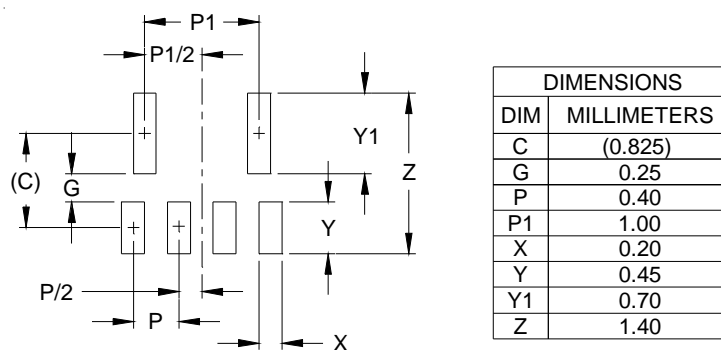 P1
P1/2
Y1
Z
(C)
G
Y
P/2
P
X
DIMENSIONS
DIM MILLIMETERS
C (0.825)
G 0.25
P 0.40
P1 1.00
X 0.20
Y 0.45
Y1 0.70
Z 1.40